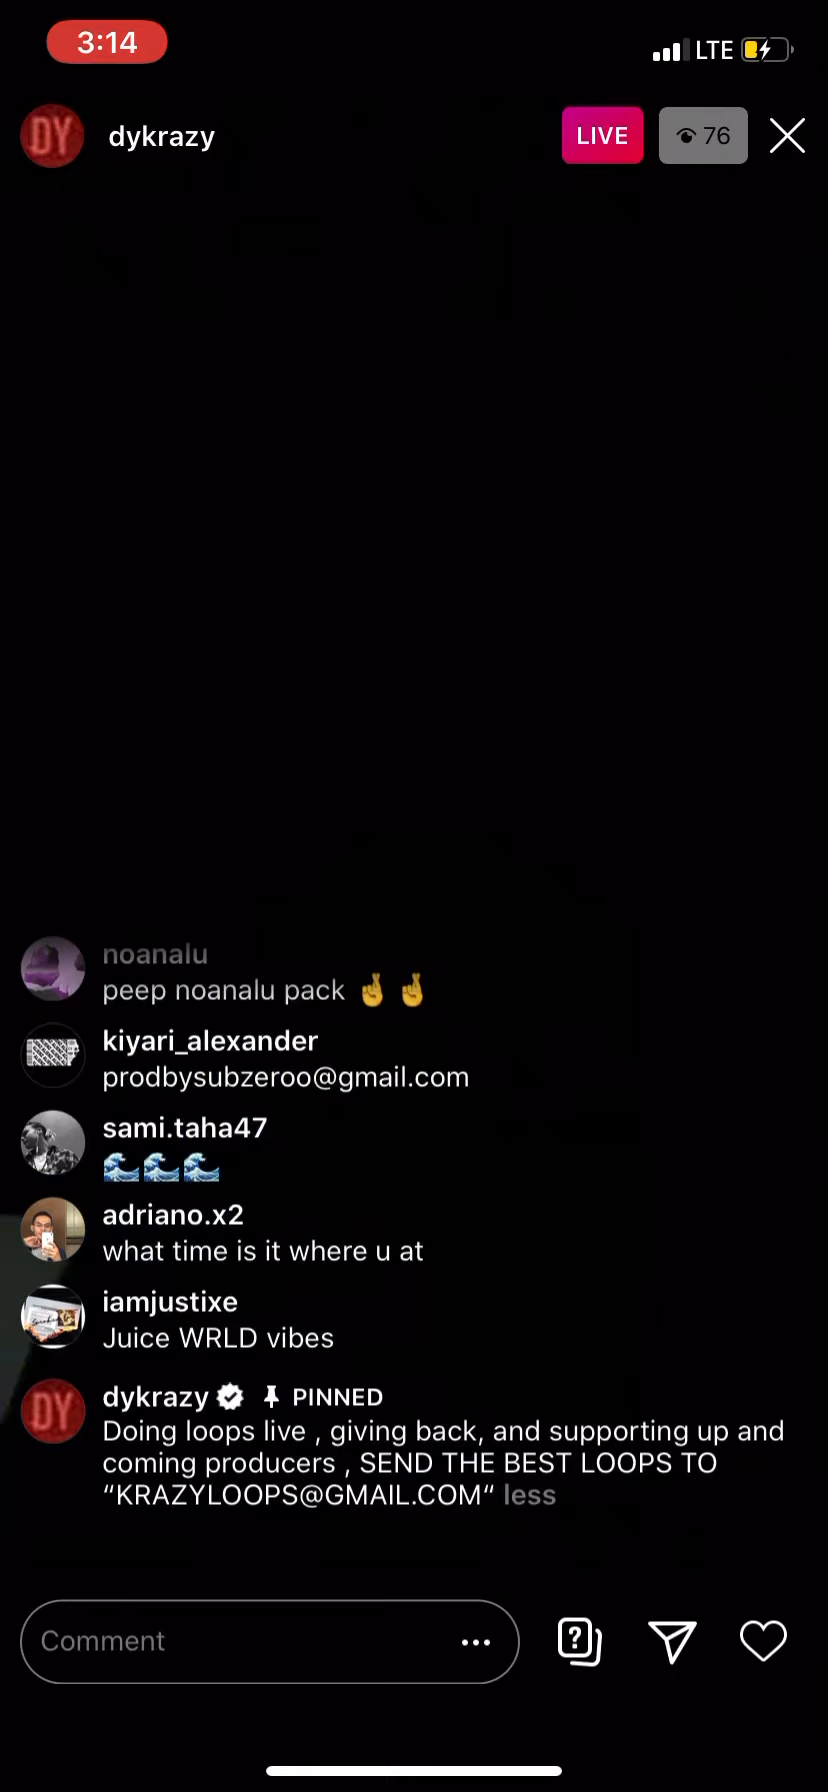 3:14
LTE
DY
dykrazy
LIVE
76
noanalu
peep noanalu pack 🤞 🤞
kiyari_alexander
prodbysubzeroo@gmail.com
sami.taha47
🌊🌊🌊
adriano.x2
what time is it where u at
iamjustixe
Juice WRLD vibes
DY
dykrazy PINNED
Doing loops live , giving back, and supporting up and
coming producers , SEND THE BEST LOOPS TO
“KRAZYLOOPS@GMAIL.COM“ less
Comment